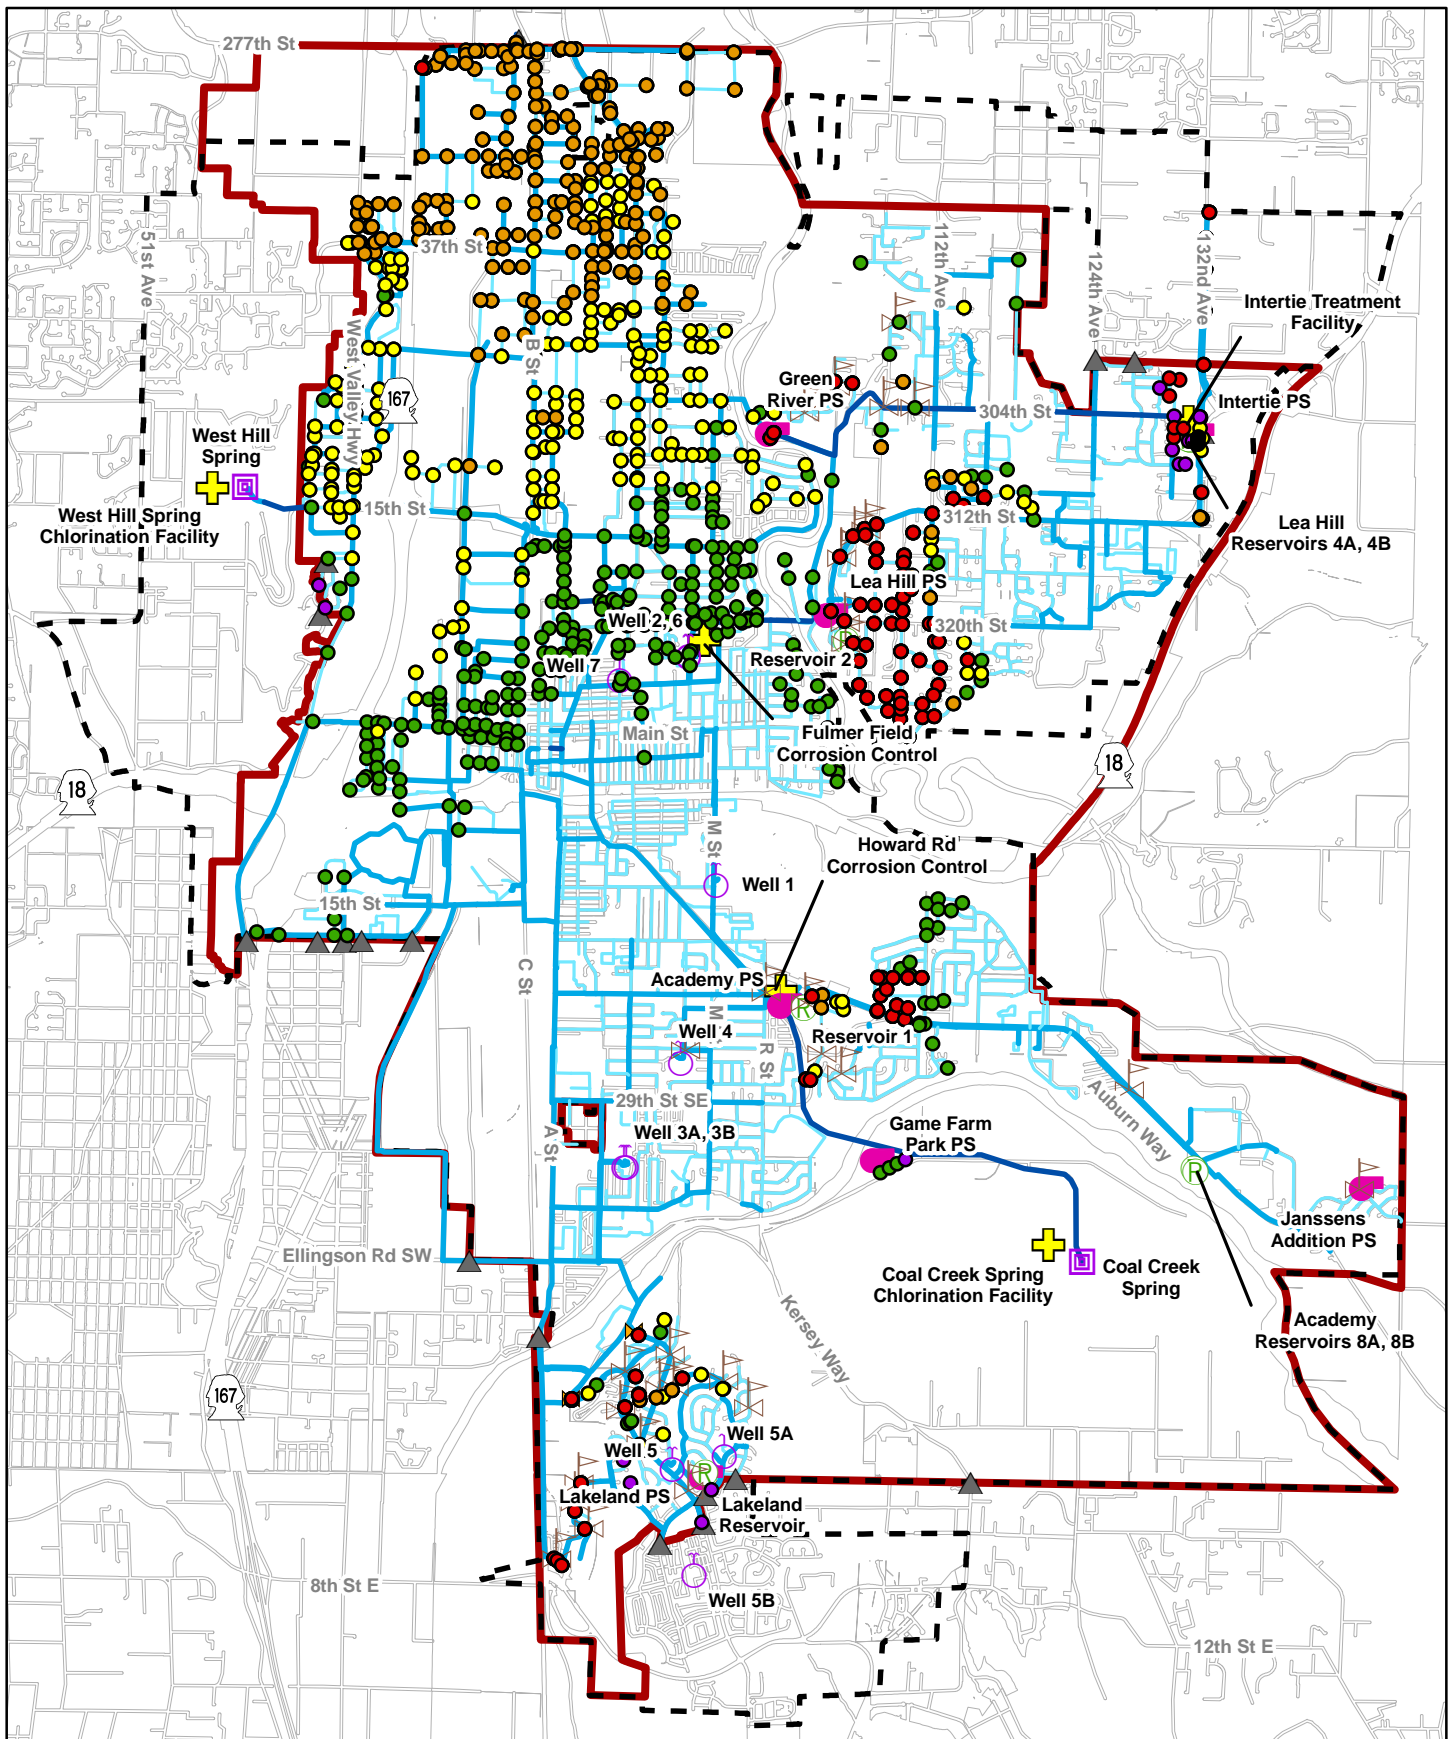 277th St
51st Ave
37th St
B St
112th Ave
124th Ave
132nd Ave
Intertie Treatment
Facility
West Valley Hwy
167
Green
River PS
304th St
Intertie PS
West Hill
Spring
West Hill Spring
Chlorination Facility
15th St
312th St
Lea Hill
Reservoirs 4A, 4B
Lea Hill PS
Well 2, 6
320th St
Well 7
Reservoir 2
R
Main St
Fulmer Field
Corrosion Control
18
18
M St
Howard Rd
Corrosion Control
Well 1
15th St
C St
Academy PS
R
M St
Well 4
R St
Reservoir 1
29th St SE
Auburn Way
A St
Well 3A, 3B
Game Farm
Park PS
R
Janssens
Addition PS
Ellingson Rd SW
Coal Creek Spring
Chlorination Facility
Coal Creek
Spring
Kersey Way
Academy
Reservoirs 8A, 8B
167
Well 5A
Well 5
R
Lakeland PS
Lakeland
Reservoir
8th St E
Well 5B
12th St E